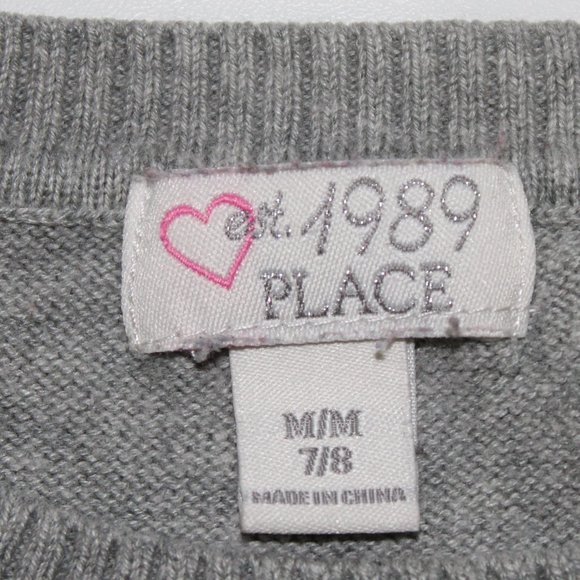 est. 1989
PLACE
M/M
7/8
MADE IN CHINA